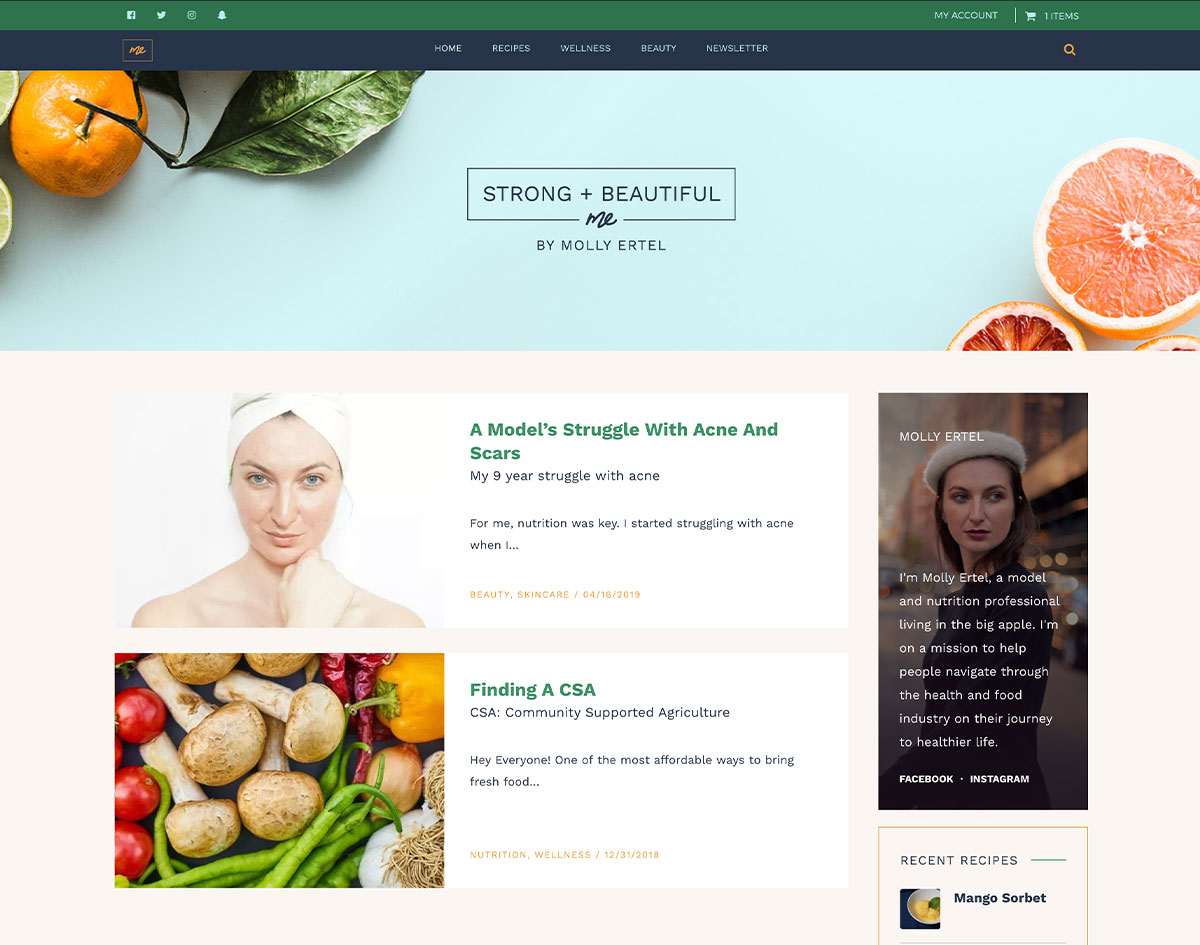 MY ACCOUNT
1 ITEMS
me
HOME
RECIPES
WELLNESS
BEAUTY
NEWSLETTER
STRONG + BEAUTIFUL
me
BY MOLLY ERTEL
A Model’s Struggle With Acne And
Scars
My 9 year struggle with acne
For me, nutrition was key. I started struggling with acne
when I...
BEAUTY, SKINCARE / 04/16/2019
Finding A CSA
CSA: Community Supported Agriculture
Hey Everyone! One of the most affordable ways to bring
fresh food...
NUTRITION, WELLNESS / 12/31/2018
MOLLY ERTEL
I'm Molly Ertel, a model
and nutrition professional
living in the big apple. I'm
on a mission to help
people navigate through
the health and food
industry on their journey
to healthier life.
FACEBOOK · INSTAGRAM
RECENT RECIPES
Mango Sorbet